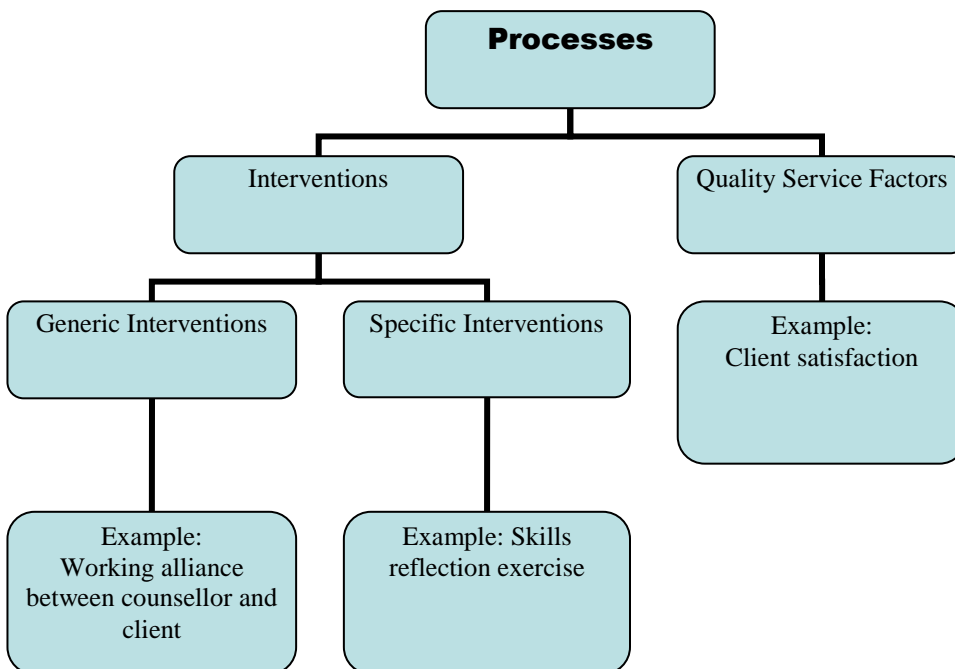 Processes
Interventions
Quality Service Factors
Generic Interventions
Specific Interventions
Example:
Client satisfaction
Example:
Working alliance
between counsellor and
client
Example: Skills
reflection exercise